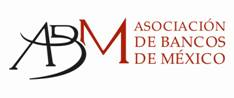 ABM
ASOCIACIÓN
DE BANCOS
DE MÉXICO